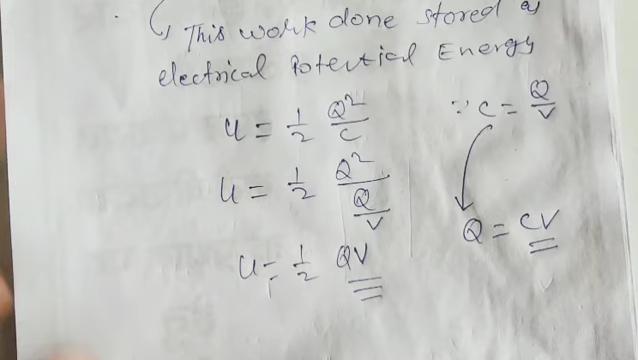 ↳ This work done stored as
electrical Potential Energy
U = 1/2 Q²/C ∵ C = Q/V
U = 1/2 Q²/(Q/V)
Q = CV
U = 1/2 QV